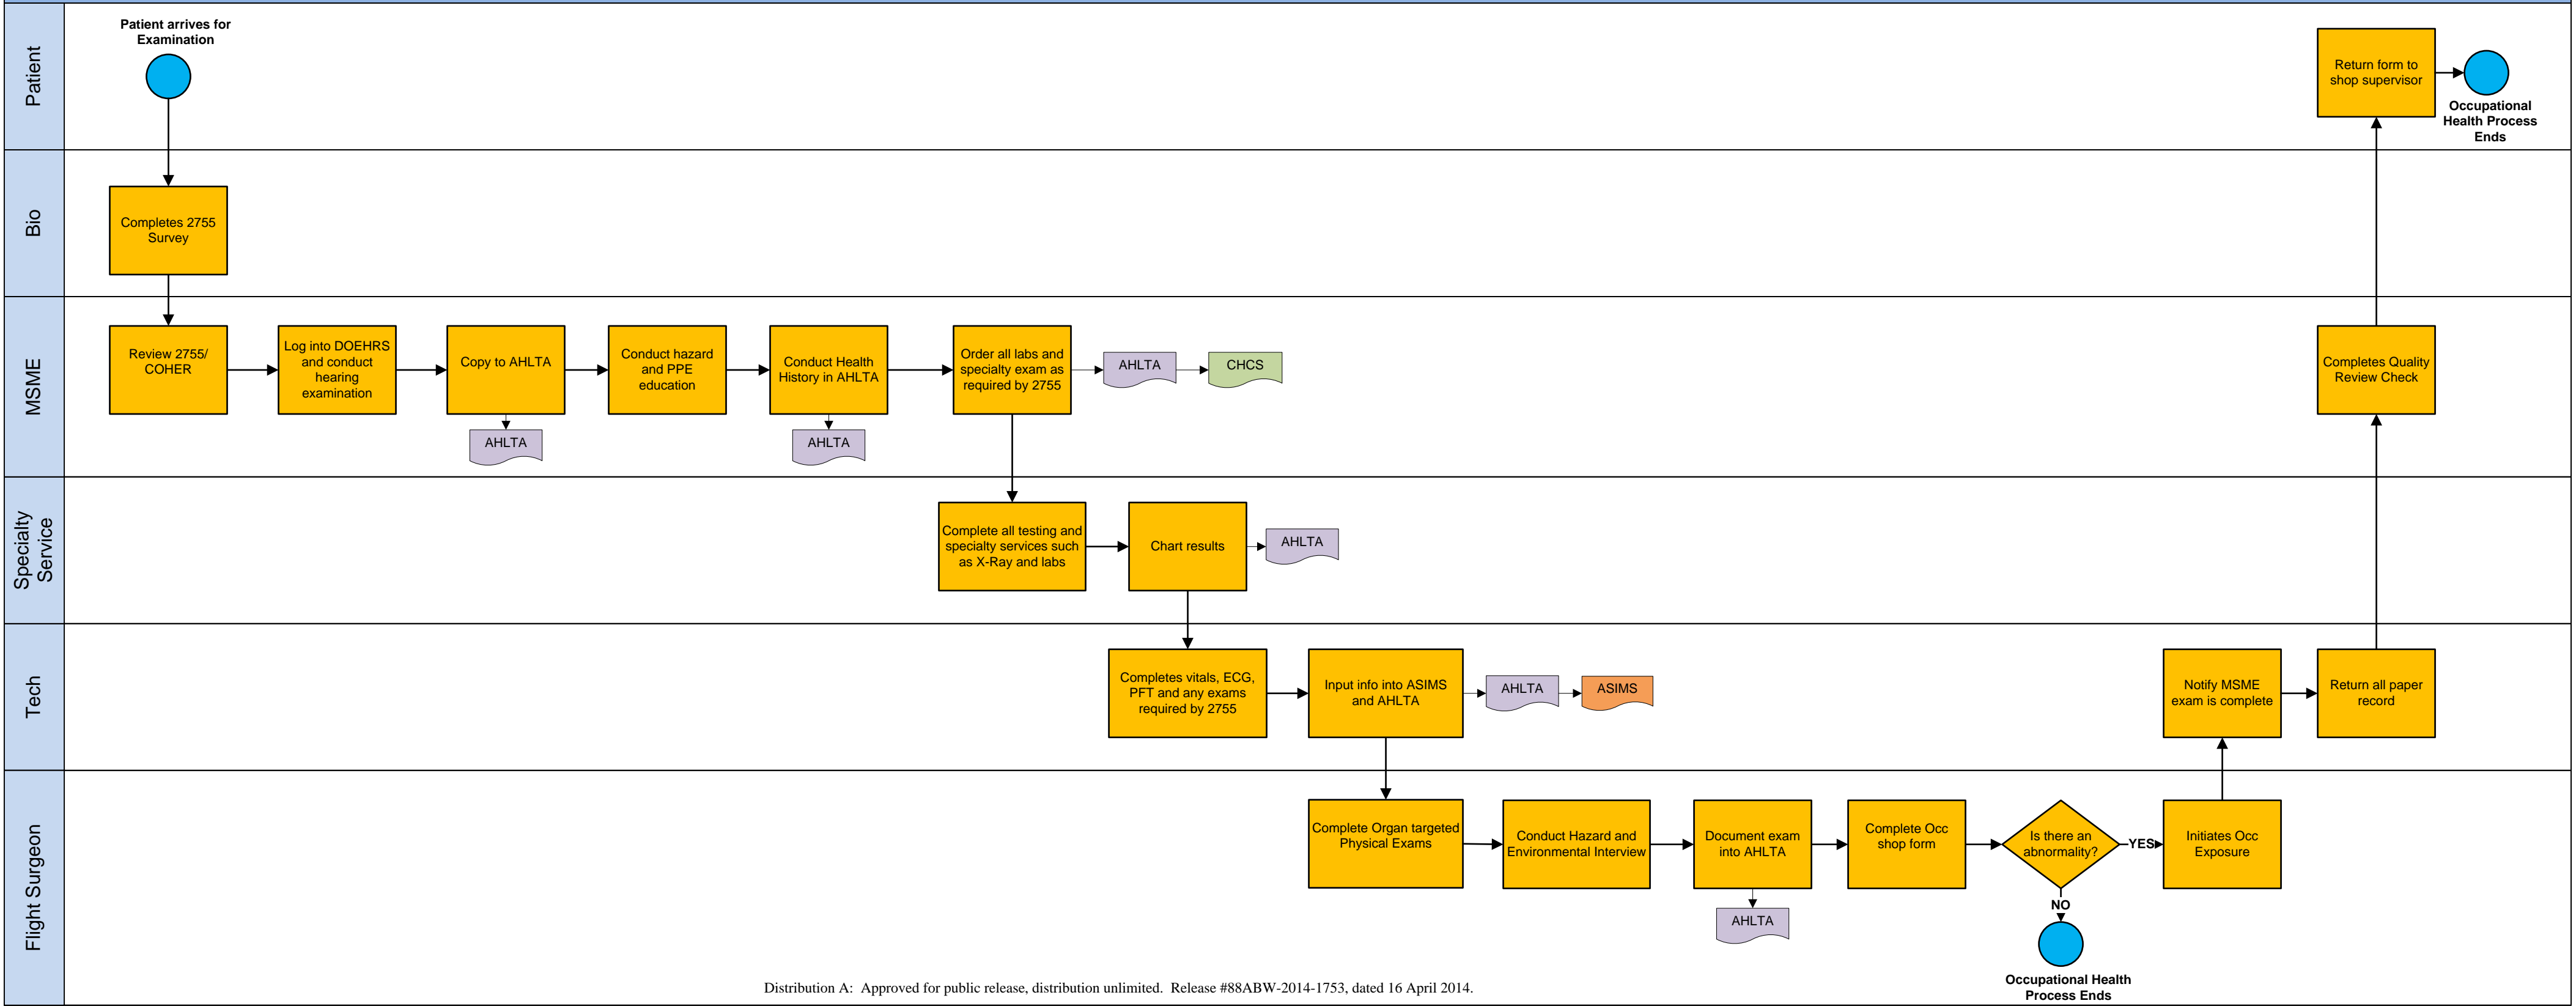 Patient
Patient arrives for
Examination
Return form to
shop supervisor
Occupational
Health Process
Ends
Bio
Completes 2755
Survey
MSME
Review 2755/
COHER
Log into DOEHRS
and conduct
hearing
examination
Copy to AHLTA
AHLTA
Conduct hazard
and PPE
education
Conduct Health
History in AHLTA
AHLTA
Order all labs and
specialty exam as
required by 2755
AHLTA
CHCS
Completes Quality
Review Check
Specialty
Service
Complete all testing and
specialty services such
as X-Ray and labs
Chart results
AHLTA
Tech
Completes vitals, ECG,
PFT and any exams
required by 2755
Input info into ASIMS
and AHLTA
AHLTA
ASIMS
Notify MSME
exam is complete
Return all paper
record
Flight Surgeon
Complete Organ targeted
Physical Exams
Conduct Hazard and
Environmental Interview
Document exam
into AHLTA
AHLTA
Complete Occ
shop form
Is there an
abnormality?
YES
NO
Initiates Occ
Exposure
Occupational Health
Process Ends
Distribution A: Approved for public release, distribution unlimited. Release #88ABW-2014-1753, dated 16 April 2014.